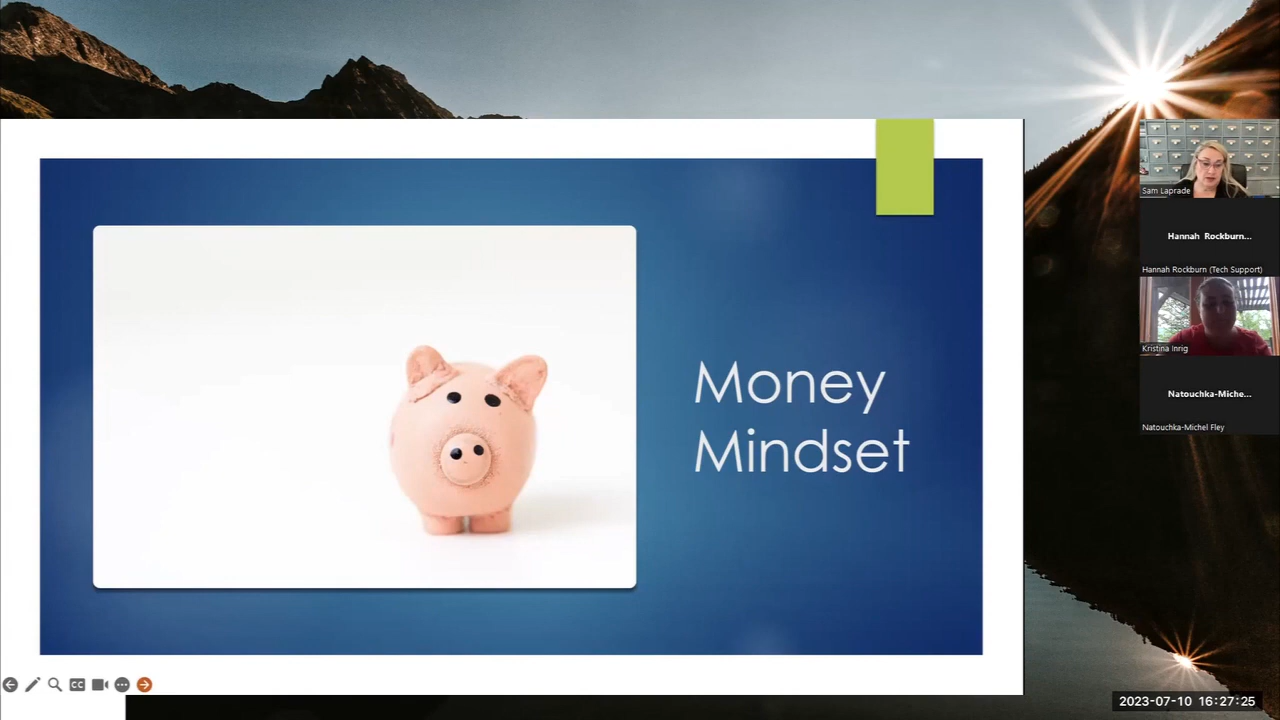 Money
Mindset
Sam Laprade
Hannah Rockburn...
Hannah Rockburn (Tech Support)
Kristina Inrig
Natouchka-Miche...
Natouchka-Michel Fley
CC
2023-07-10 16:27:25